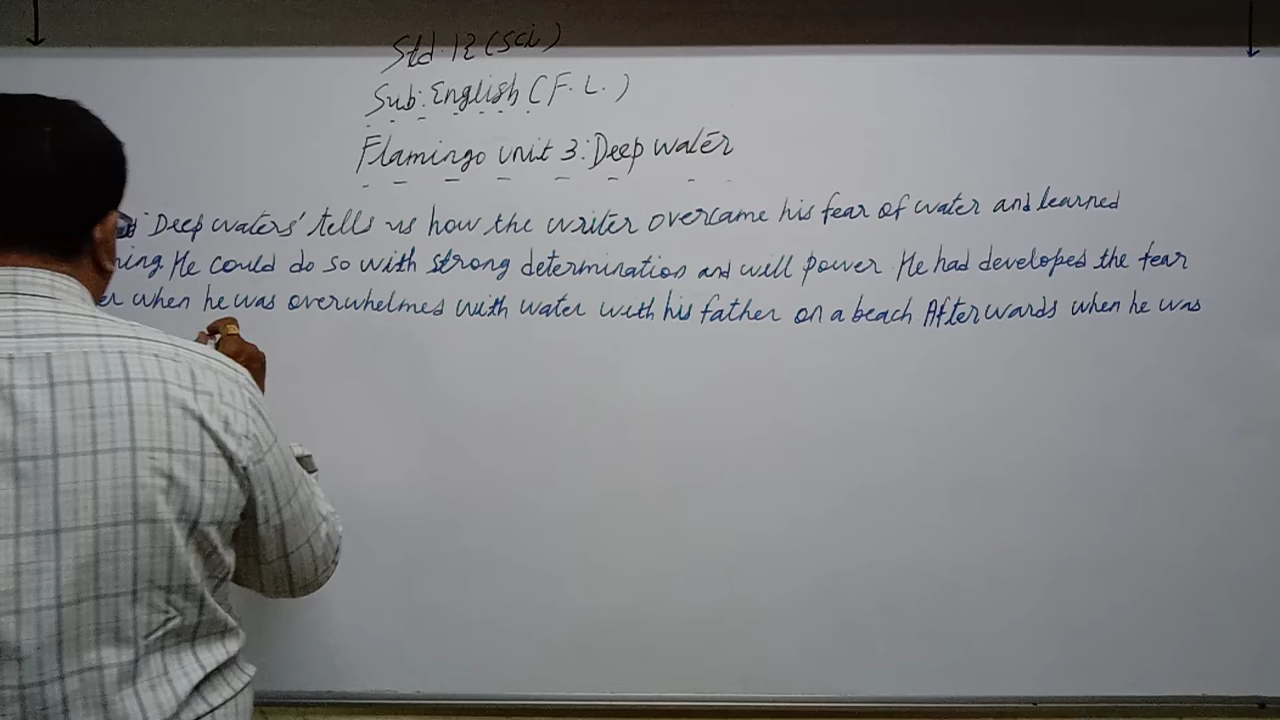 Std. 12 (Sci)
Sub: English (F. L.)
Flamingo Unit 3: Deep water
Deep waters' tells us how the writer overcame his fear of water and learned
He could do so with strong determination and will power He had developed the fear
when he was overwhelmes with water with his father on a beach Afterwards when he was